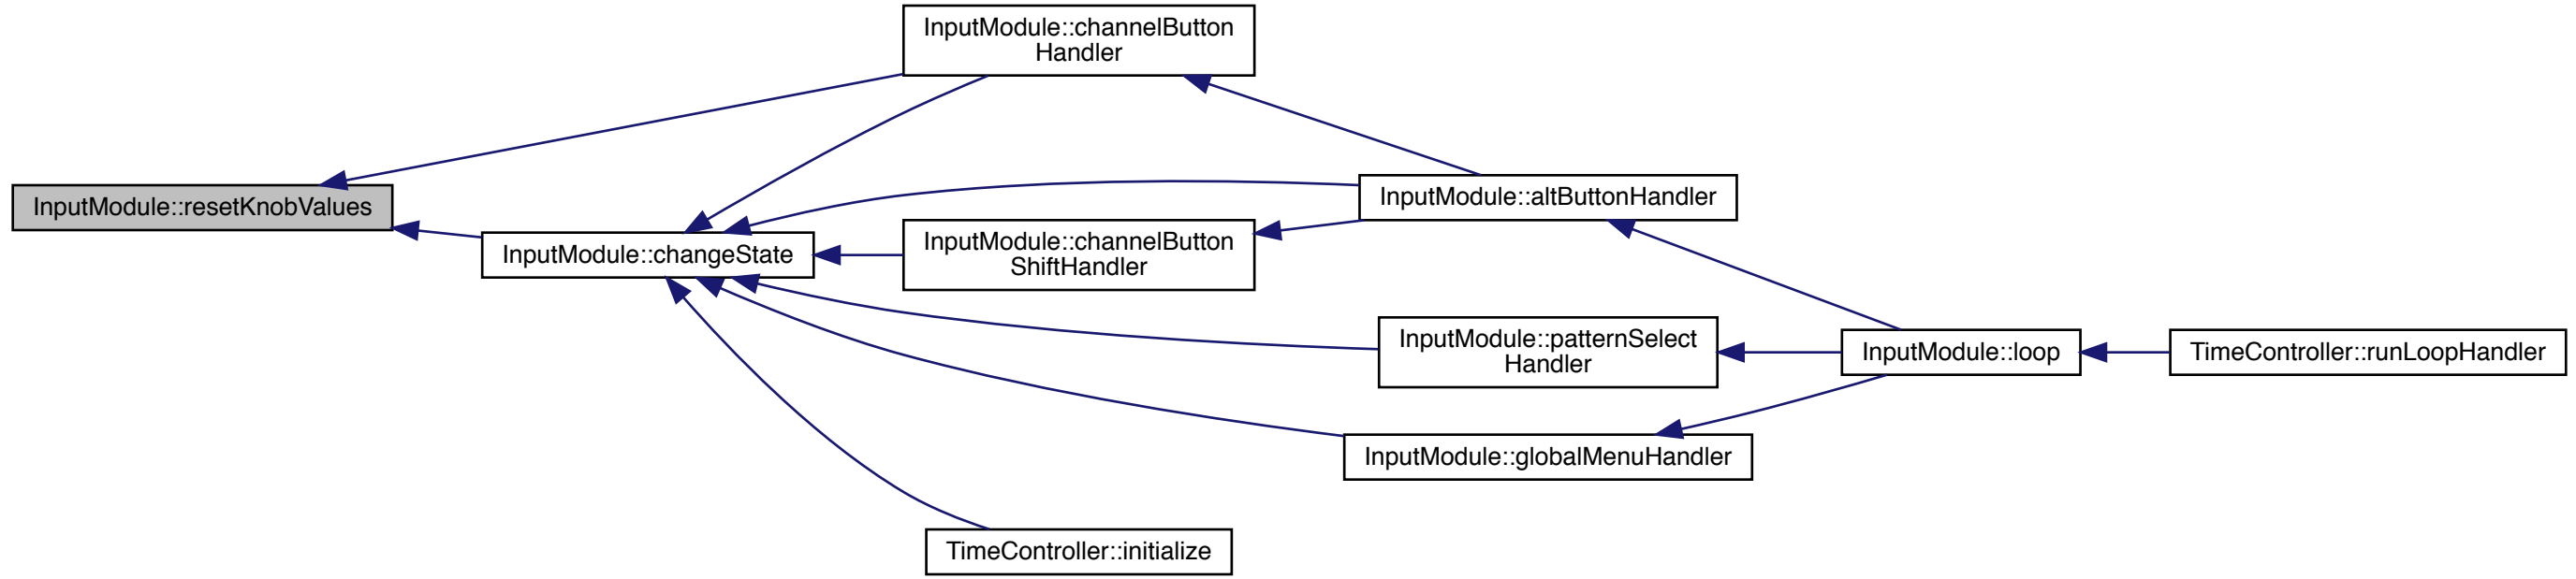 InputModule::channelButton
Handler
InputModule::resetKnobValues
InputModule::changeState
InputModule::altButtonHandler
InputModule::channelButton
ShiftHandler
InputModule::patternSelect
Handler
InputModule::loop
TimeController::runLoopHandler
InputModule::globalMenuHandler
TimeController::initialize